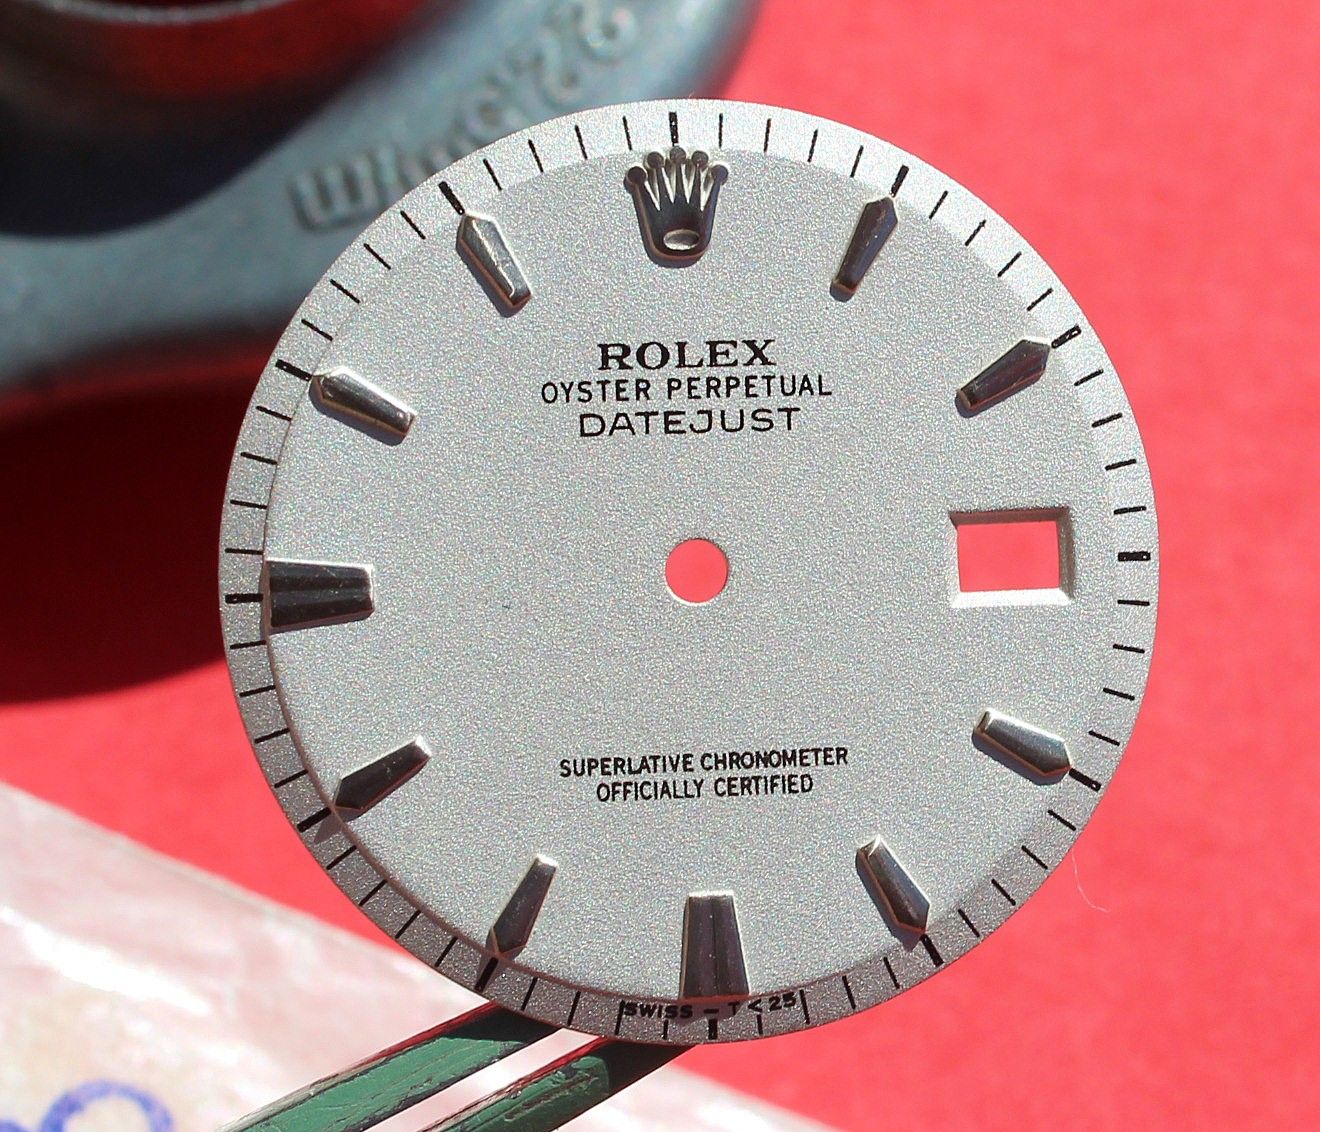 ROLEX
OYSTER PERPETUAL
DATEJUST
SUPERLATIVE CHRONOMETER
OFFICIALLY CERTIFIED
SWISS – T<25